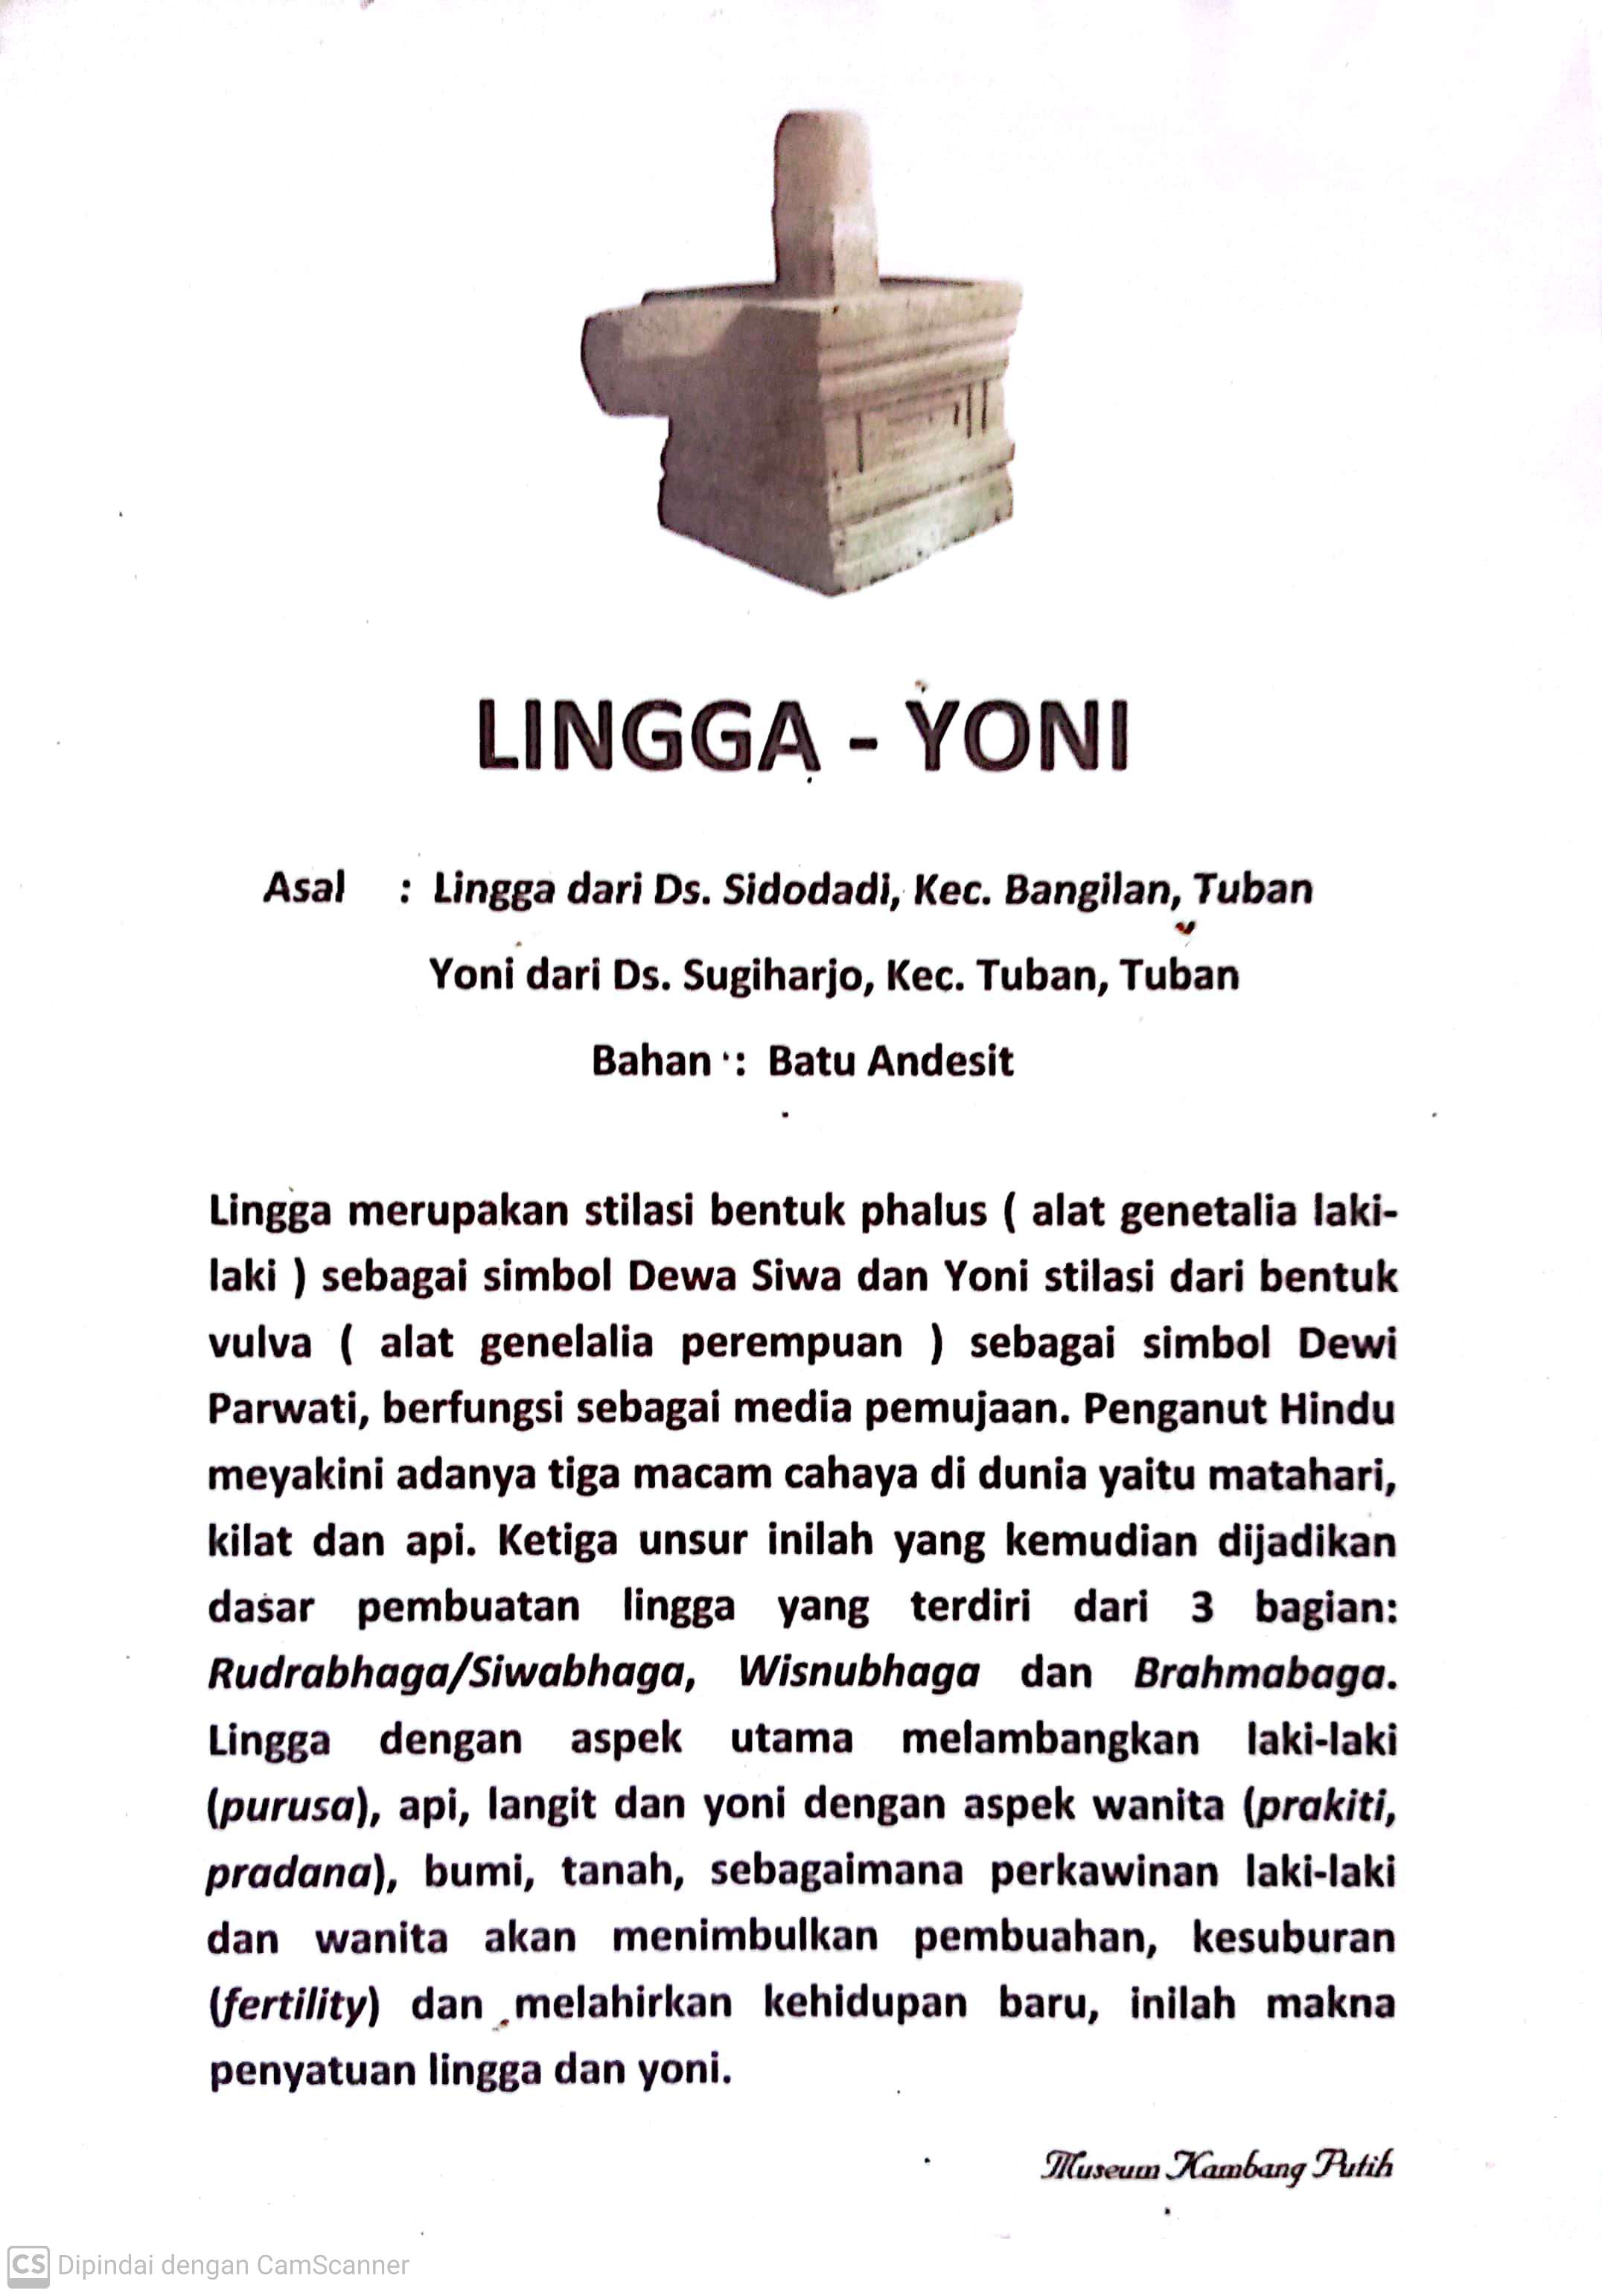 LINGGA - YONI
Asal : Lingga dari Ds. Sidodadi, Kec. Bangilan, Tuban
Yoni dari Ds. Sugiharjo, Kec. Tuban, Tuban
Bahan : Batu Andesit
Lingga merupakan stilasi bentuk phalus ( alat genetalia laki-
laki ) sebagai simbol Dewa Siwa dan Yoni stilasi dari bentuk
vulva ( alat genelalia perempuan ) sebagai simbol Dewi
Parwati, berfungsi sebagai media pemujaan. Penganut Hindu
meyakini adanya tiga macam cahaya di dunia yaitu matahari,
kilat dan api. Ketiga unsur inilah yang kemudian dijadikan
dasar pembuatan lingga yang terdiri dari 3 bagian:
Rudrabhaga/Siwabhaga, Wisnubhaga dan Brahmabaga.
Lingga dengan aspek utama melambangkan laki-laki
(purusa), api, langit dan yoni dengan aspek wanita (prakiti,
pradana), bumi, tanah, sebagaimana perkawinan laki-laki
dan wanita akan menimbulkan pembuahan, kesuburan
(fertility) dan melahirkan kehidupan baru, inilah makna
penyatuan lingga dan yoni.
Museum Kambang Putih
CS Dipindai dengan CamScanner